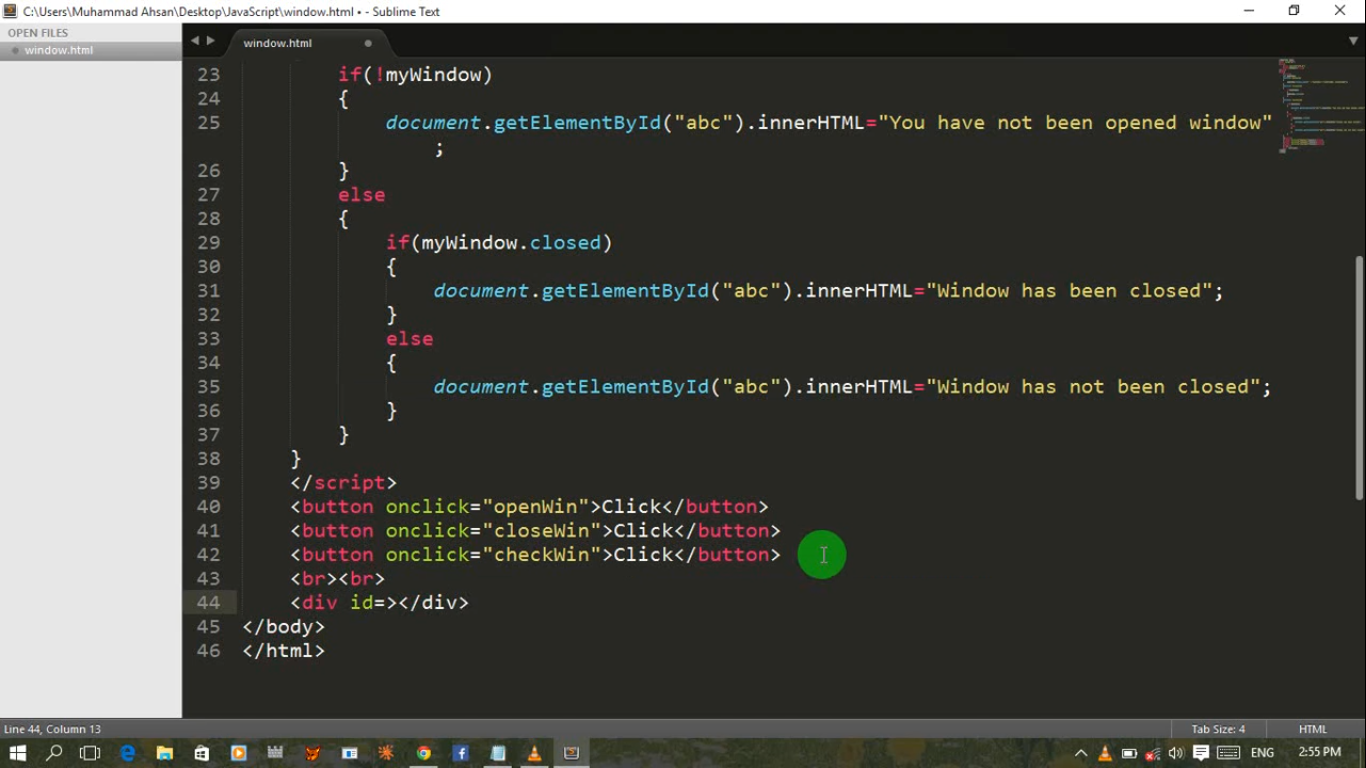 C:\Users\Muhammad Ahsan\Desktop\JavaScript\window.html • - Sublime Text
OPEN FILES
window.html
window.html
23 if(!myWindow)
24 {
25 document.getElementById("abc").innerHTML="You have not been opened window"
;
26 }
27 else
28 {
29 if(myWindow.closed)
30 {
31 document.getElementById("abc").innerHTML="Window has been closed";
32 }
33 else
34 {
35 document.getElementById("abc").innerHTML="Window has not been closed";
36 }
37 }
38 }
39 </script>
40 <button onclick="openWin">Click</button>
41 <button onclick="closeWin">Click</button>
42 <button onclick="checkWin">Click</button>
43 <br><br>
44 <div id=></div>
45 </body>
46 </html>
Line 44, Column 13
Tab Size: 4
HTML
ENG
2:55 PM